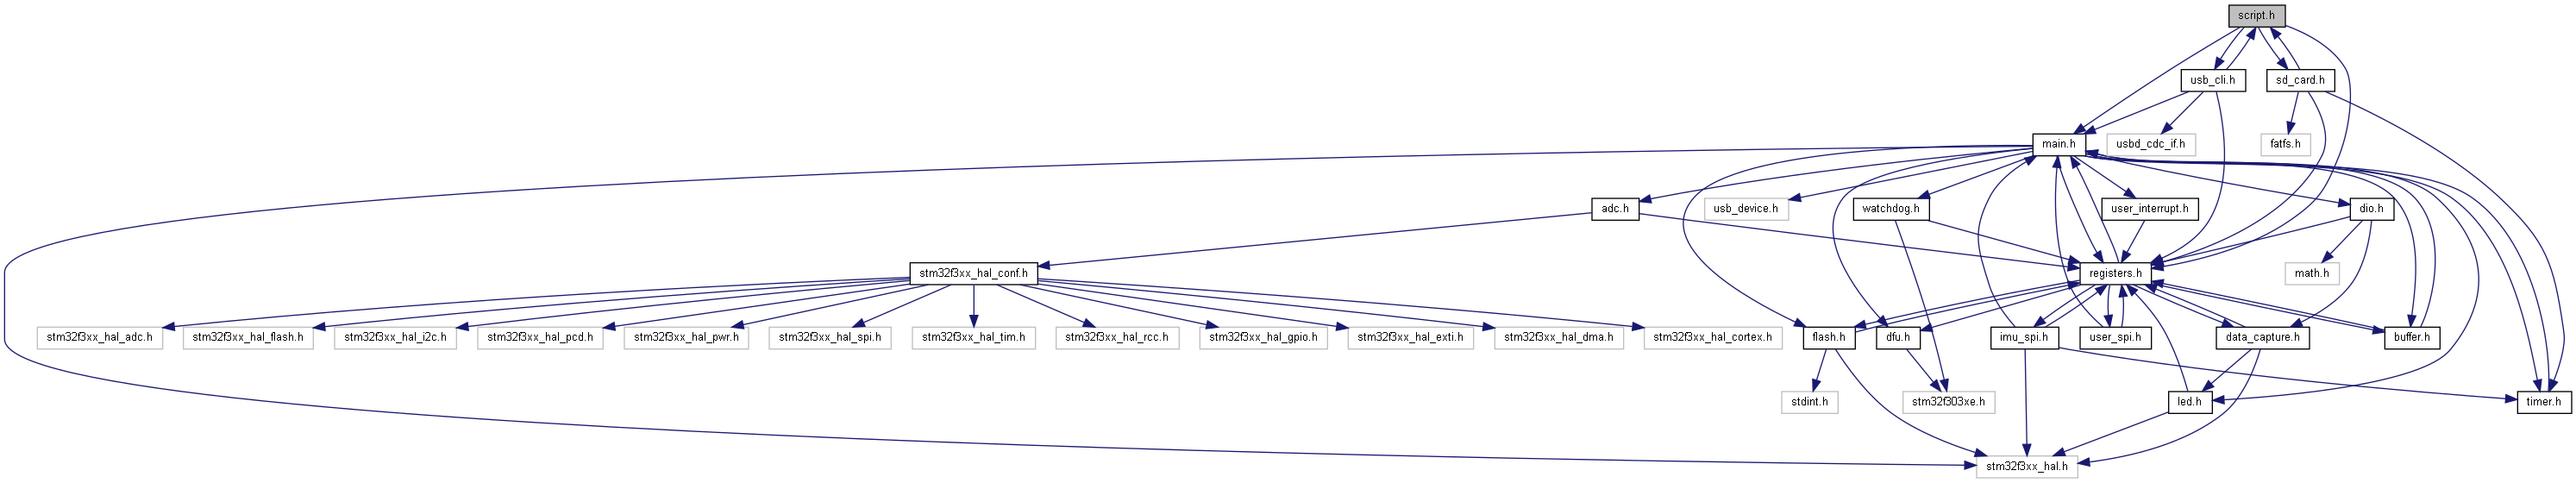 script.h
usb_cli.h
sd_card.h
main.h
usbd_cdc_if.h
fatfs.h
adc.h
usb_device.h
watchdog.h
user_interrupt.h
dio.h
stm32f3xx_hal_conf.h
registers.h
math.h
stm32f3xx_hal_adc.h
stm32f3xx_hal_flash.h
stm32f3xx_hal_i2c.h
stm32f3xx_hal_pcd.h
stm32f3xx_hal_pwr.h
stm32f3xx_hal_spi.h
stm32f3xx_hal_tim.h
stm32f3xx_hal_rcc.h
stm32f3xx_hal_gpio.h
stm32f3xx_hal_exti.h
stm32f3xx_hal_dma.h
stm32f3xx_hal_cortex.h
flash.h
dfu.h
imu_spi.h
user_spi.h
data_capture.h
buffer.h
stdint.h
stm32f303xe.h
led.h
timer.h
stm32f3xx_hal.h